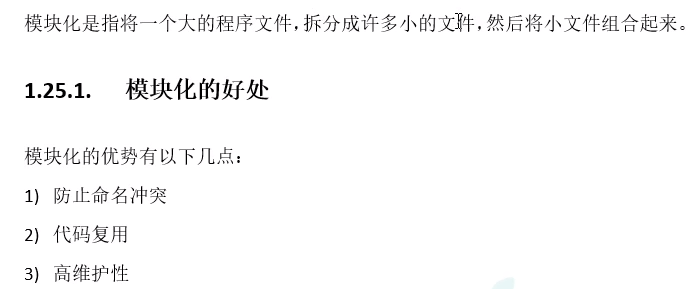 模块化是指将一个大的程序文件，拆分成许多小的文件，然后将小文件组合起来。
1.25.1. 模块化的好处
模块化的优势有以下几点：
1) 防止命名冲突
2) 代码复用
3) 高维护性